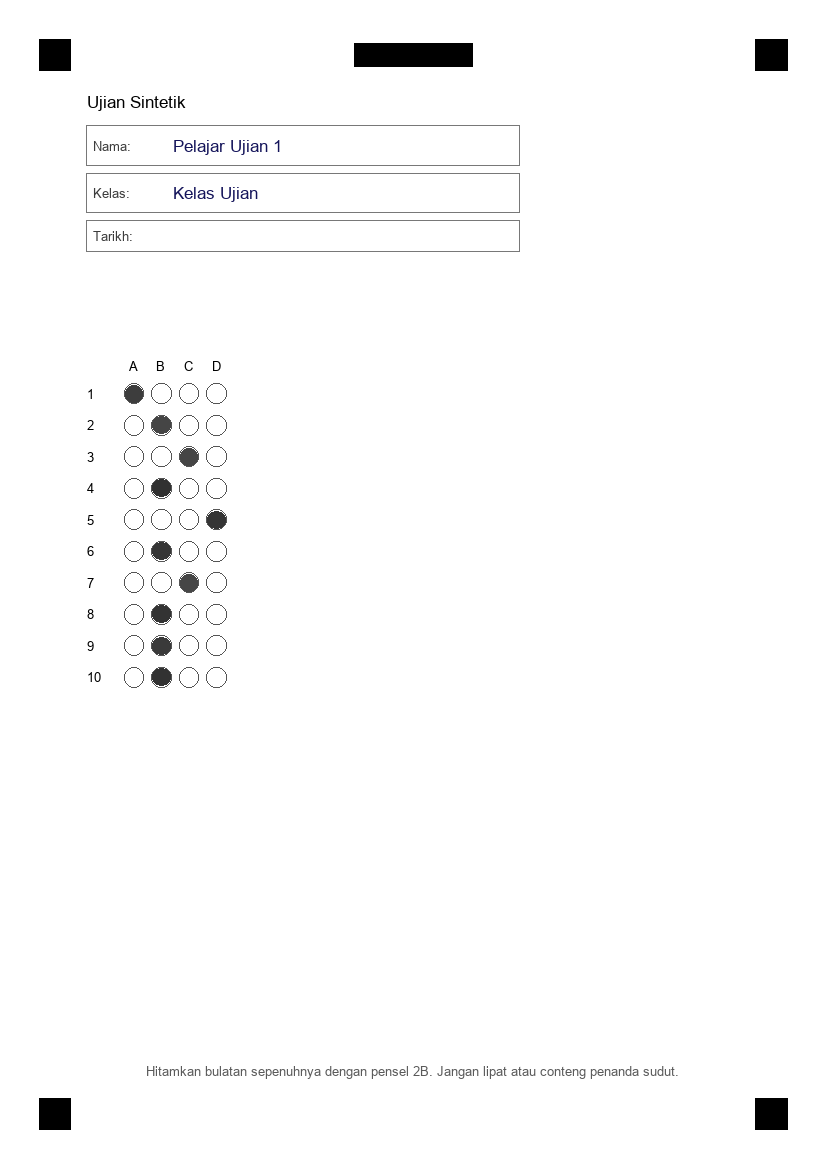 Ujian Sintetik
Nama: Pelajar Ujian 1
Kelas: Kelas Ujian
Tarikh:
A B C D
1
2
3
4
5
6
7
8
9
10
Hitamkan bulatan sepenuhnya dengan pensel 2B. Jangan lipat atau conteng penanda sudut.